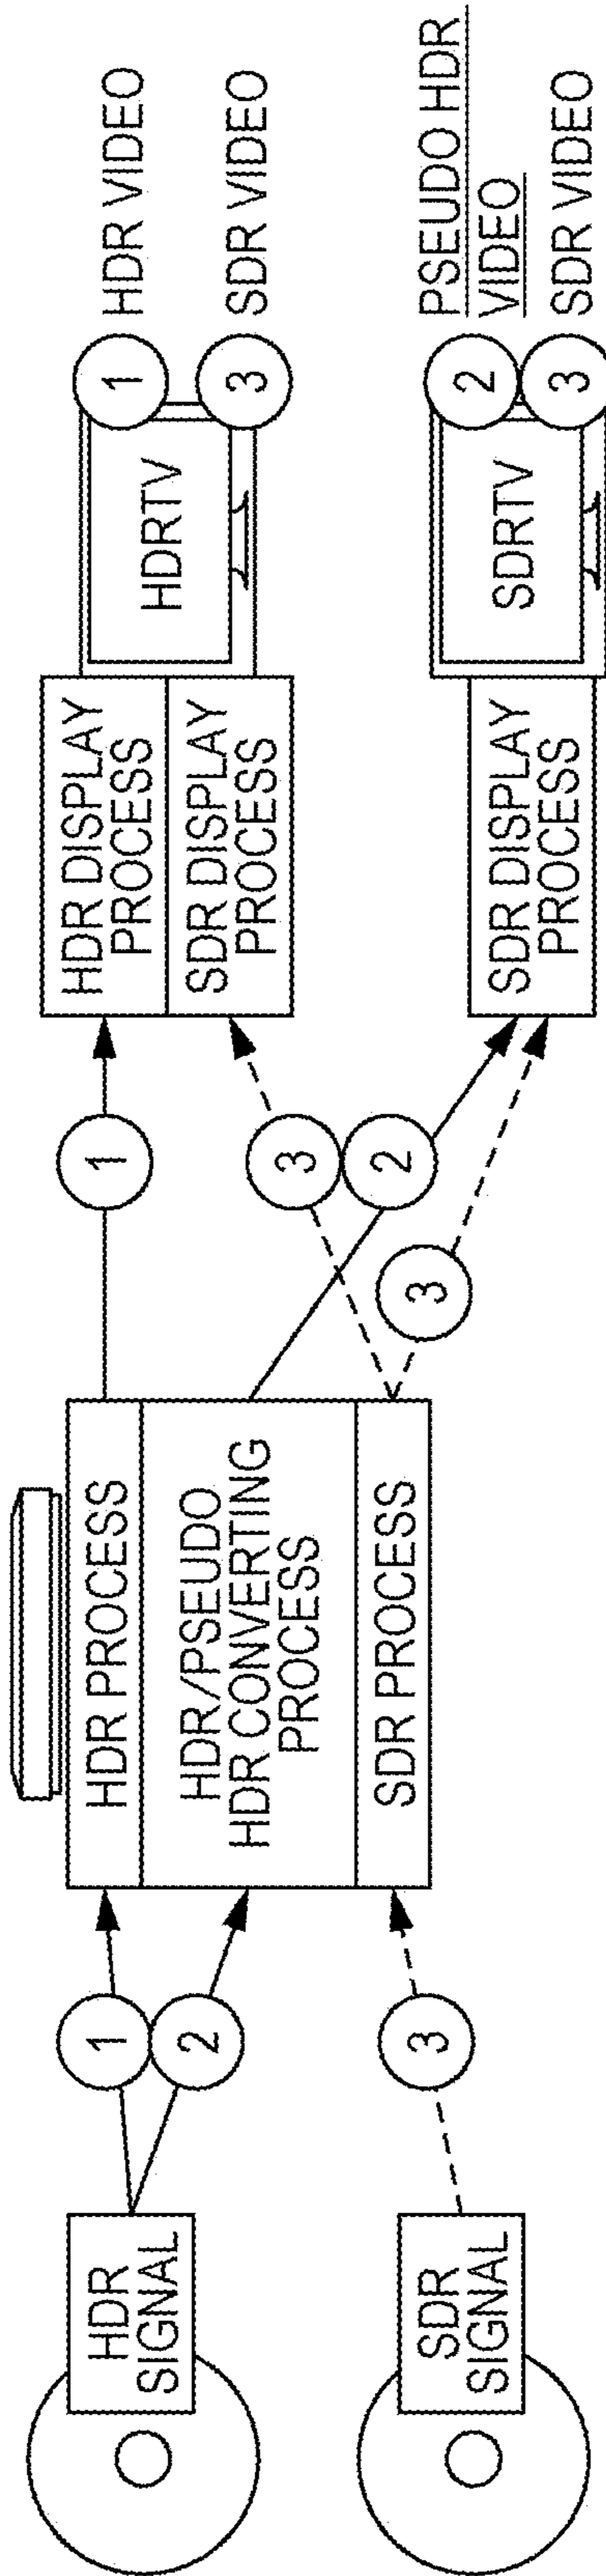 HDR
SIGNAL
SDR
SIGNAL
1
2
3
HDR PROCESS
HDR/PSEUDO
HDR CONVERTING
PROCESS
SDR PROCESS
1
3
2
3
HDR DISPLAY
PROCESS
SDR DISPLAY
PROCESS
SDR DISPLAY
PROCESS
HDRTV
1
3
HDR VIDEO
SDR VIDEO
SDRTV
2
3
PSEUDO HDR
VIDEO
SDR VIDEO